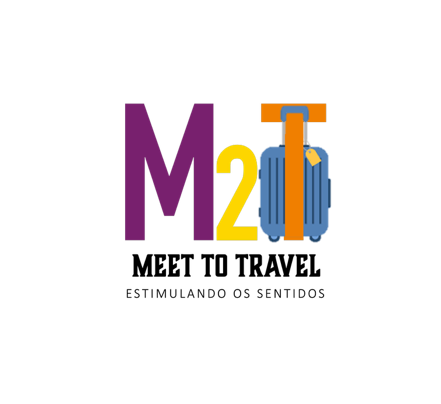 M2T
MEET TO TRAVEL
ESTIMULANDO OS SENTIDOS